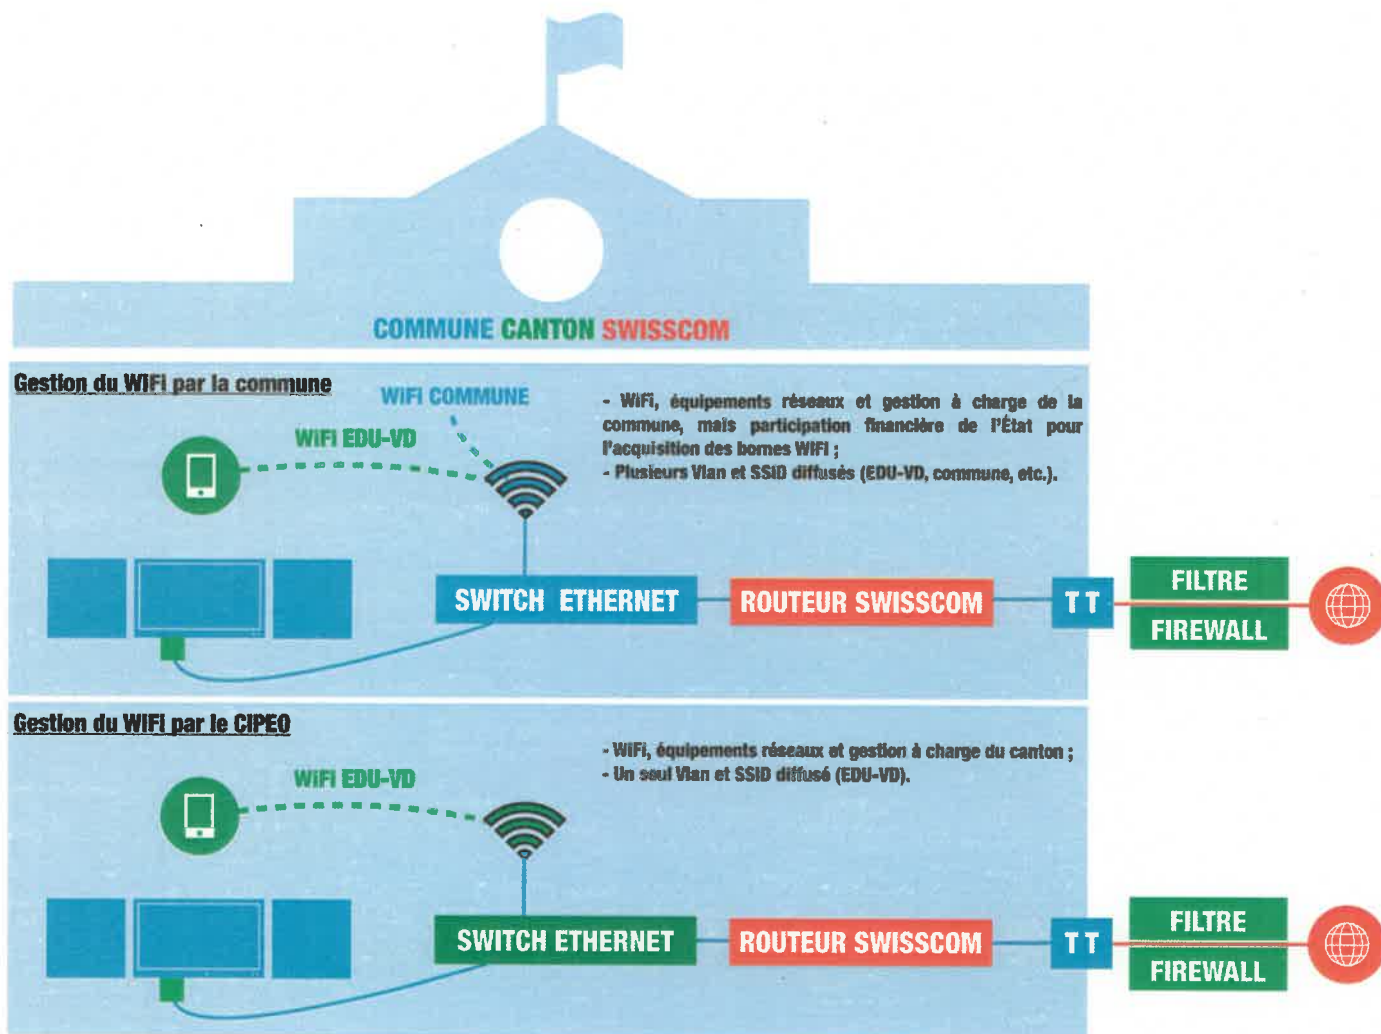 COMMUNE CANTON SWISSCOM
Gestion du WiFi par la commune
WiFi COMMUNE
WiFi EDU-VD
- WiFi, équipements réseaux et gestion à charge de la
commune, mais participation financière de l'État pour
l'acquisition des bornes WiFi ;
- Plusieurs Vlan et SSID diffusés (EDU-VD, commune, etc.).
SWITCH ETHERNET
ROUTEUR SWISSCOM
TT
FILTRE
FIREWALL
Gestion du WiFi par le CIPEO
WiFi EDU-VD
- WiFi, équipements réseaux et gestion à charge du canton ;
- Un seul Vlan et SSID diffusé (EDU-VD).
SWITCH ETHERNET
ROUTEUR SWISSCOM
TT
FILTRE
FIREWALL